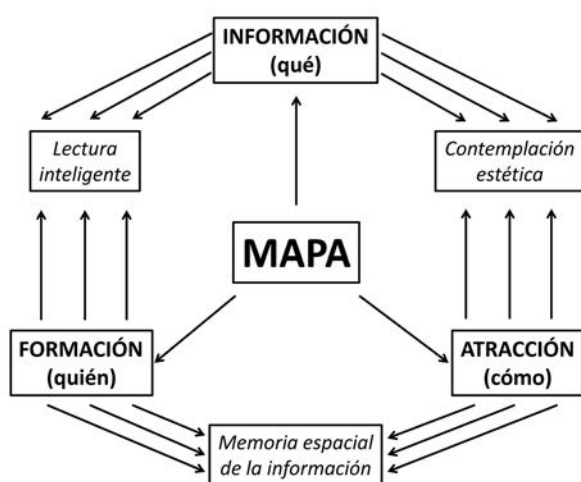 INFORMACIÓN
(qué)
Lectura
inteligente
Contemplación
estética
MAPA
FORMACIÓN
(quién)
ATRACCIÓN
(cómo)
Memoria espacial
de la información